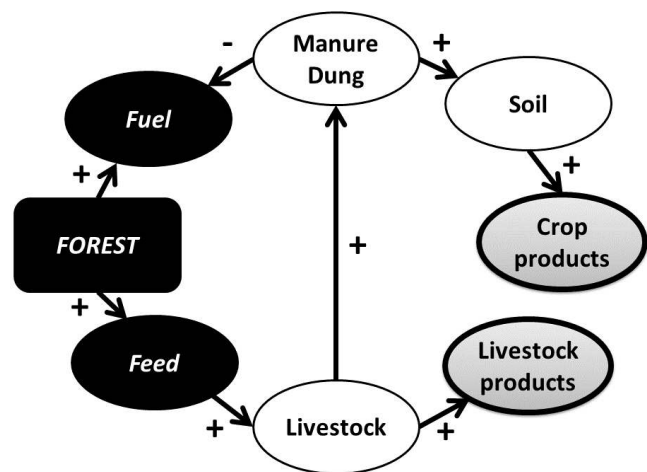 -
Manure
Dung
+
Fuel
Soil
+
+
FOREST
+
Crop
products
+
Feed
Livestock
products
+
Livestock
+